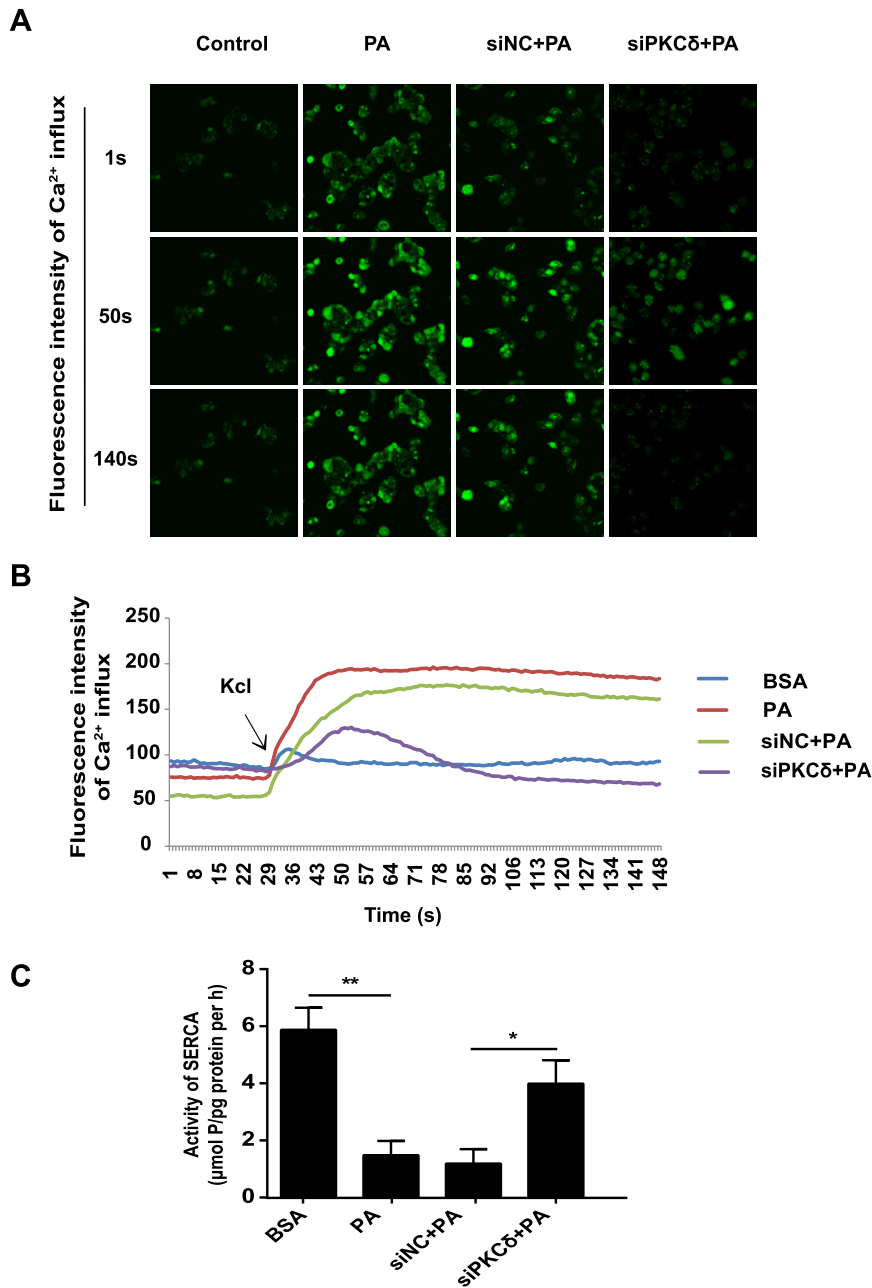 A
Control PA siNC+PA siPKCδ+PA
Fluorescence intensity of Ca²⁺ influx
1s
50s
140s
B
Fluorescence intensity
of Ca²⁺ influx
250
200
150
100
50
0
Kcl
BSA
PA
siNC+PA
siPKCδ+PA
1 8 15 22 29 36 43 50 57 64 71 78 85 92 106 113 120 127 134 141 148
Time (s)
C
Activity of SERCA
(μmol P/pg protein per h)
8
6
4
2
0
**
*
BSA PA siNC+PA siPKCδ+PA